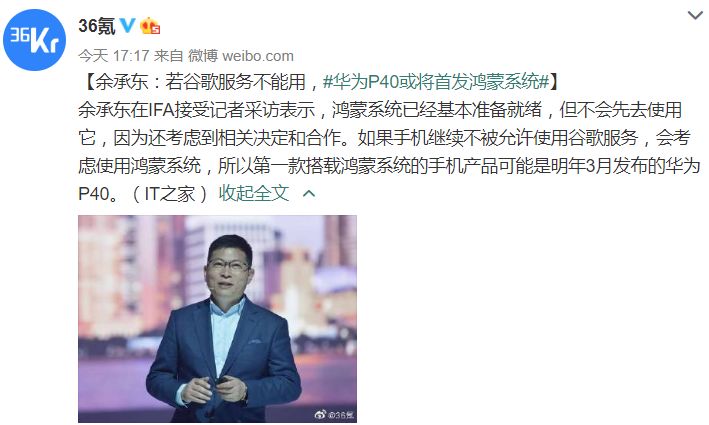 36Kr
36氪
今天 17:17 来自 微博 weibo.com
【余承东：若谷歌服务不能用，#华为P40或将首发鸿蒙系统#】
余承东在IFA接受记者采访表示，鸿蒙系统已经基本准备就绪，但不会先去使用
它，因为还考虑到相关决定和合作。如果手机继续不被允许使用谷歌服务，会考
虑使用鸿蒙系统，所以第一款搭载鸿蒙系统的手机产品可能是明年3月发布的华为
P40。（IT之家） 收起全文
@36氪